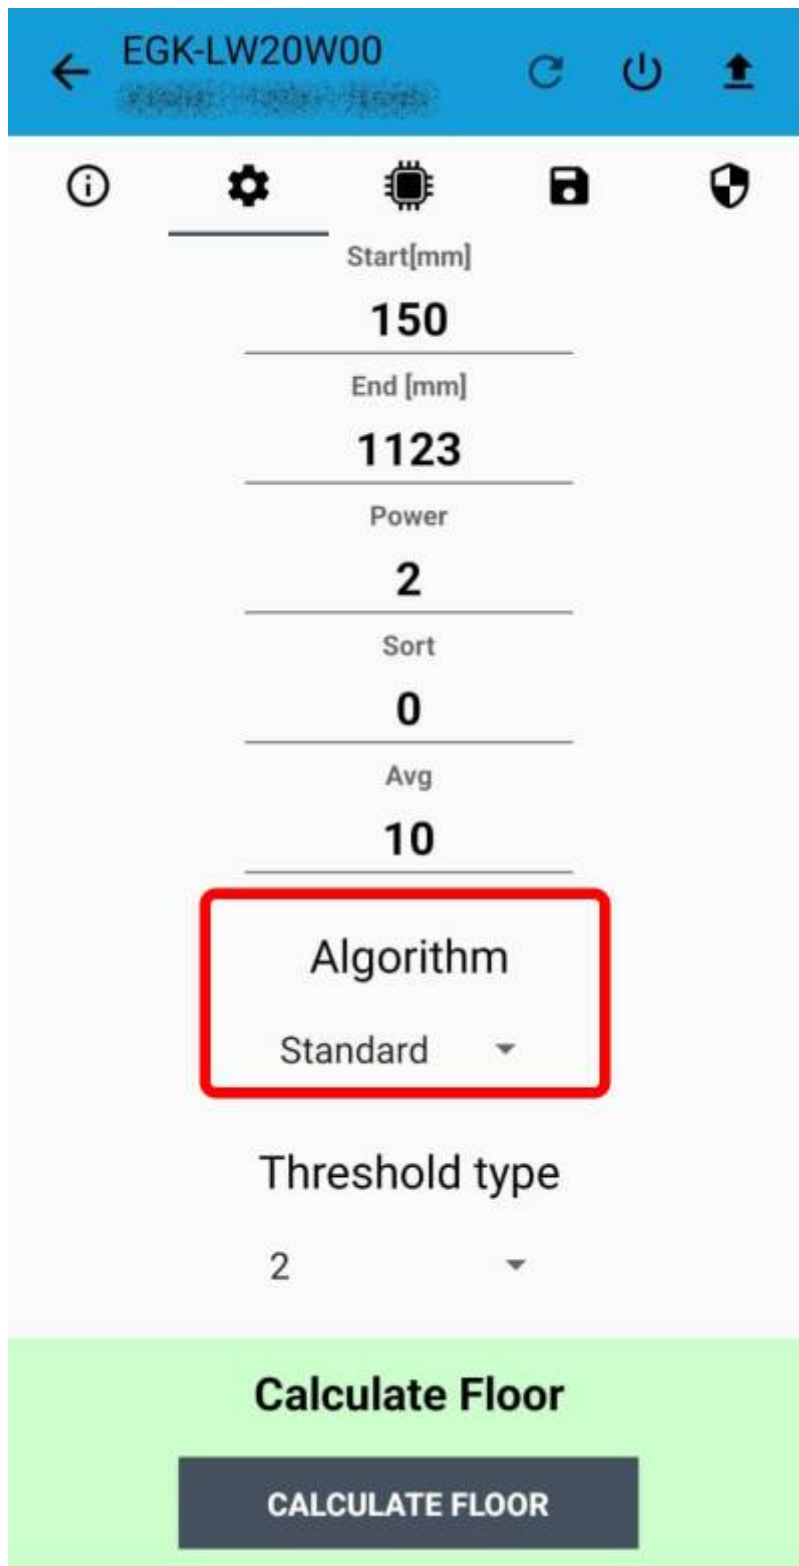 EGK-LW20W00
Start[mm]
150
End [mm]
1123
Power
2
Sort
0
Avg
10
Algorithm
Standard
Threshold type
2
Calculate Floor
CALCULATE FLOOR